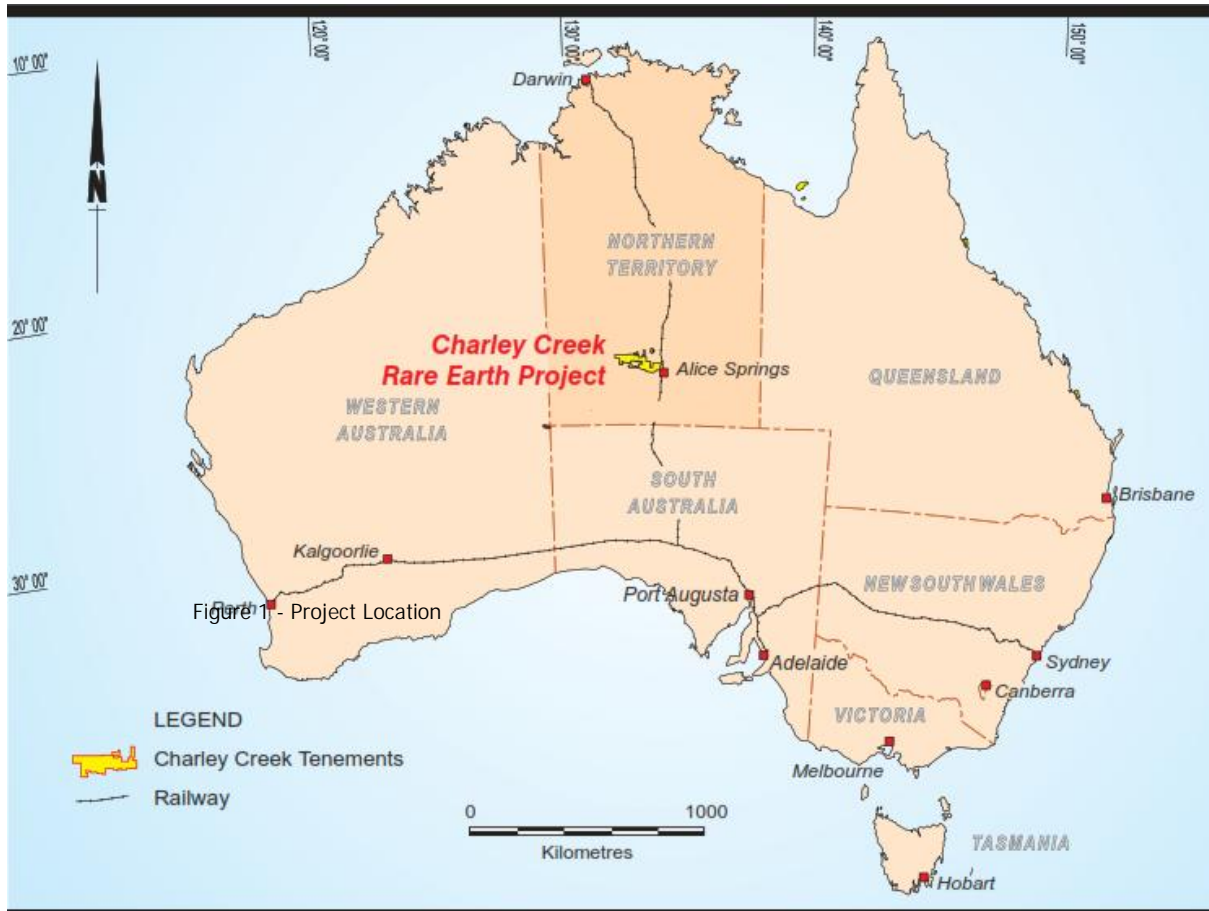 120° 00'
130° 00'
140° 00'
150° 00'
10° 00'
Darwin
N
NORTHERN
TERRITORY
20° 00'
Charley Creek
Rare Earth Project
Alice Springs
QUEENSLAND
WESTERN
AUSTRALIA
SOUTH
AUSTRALIA
Brisbane
Kalgoorlie
30° 00'
NEW SOUTH WALES
Port Augusta
Perth
Figure 1 - Project Location
Adelaide
Sydney
Canberra
VICTORIA
LEGEND
Charley Creek Tenements
Melbourne
Railway
0 1000
Kilometres
TASMANIA
Hobart